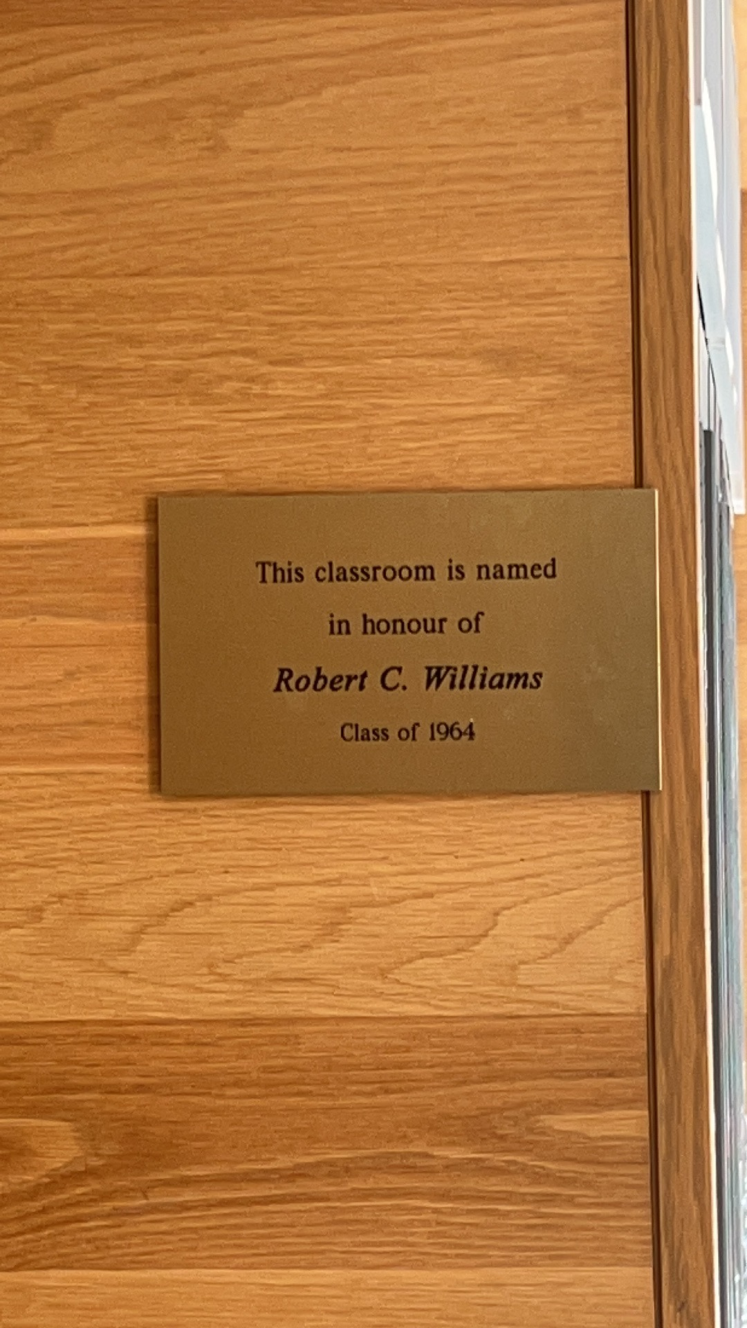 This classroom is named
in honour of
Robert C. Williams
Class of 1964